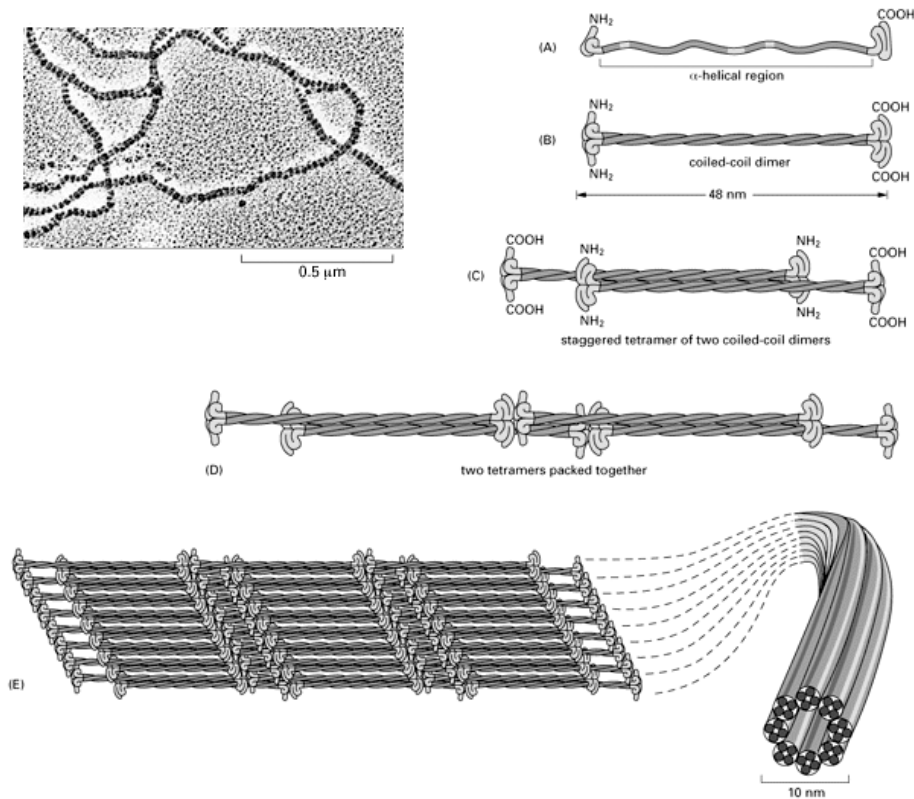 0.5 μm
NH₂
COOH
(A)
α-helical region
NH₂
COOH
(B)
coiled-coil dimer
NH₂
COOH
48 nm
COOH
NH₂
NH₂
COOH
(C)
COOH
NH₂
NH₂
COOH
staggered tetramer of two coiled-coil dimers
(D)
two tetramers packed together
(E)
10 nm